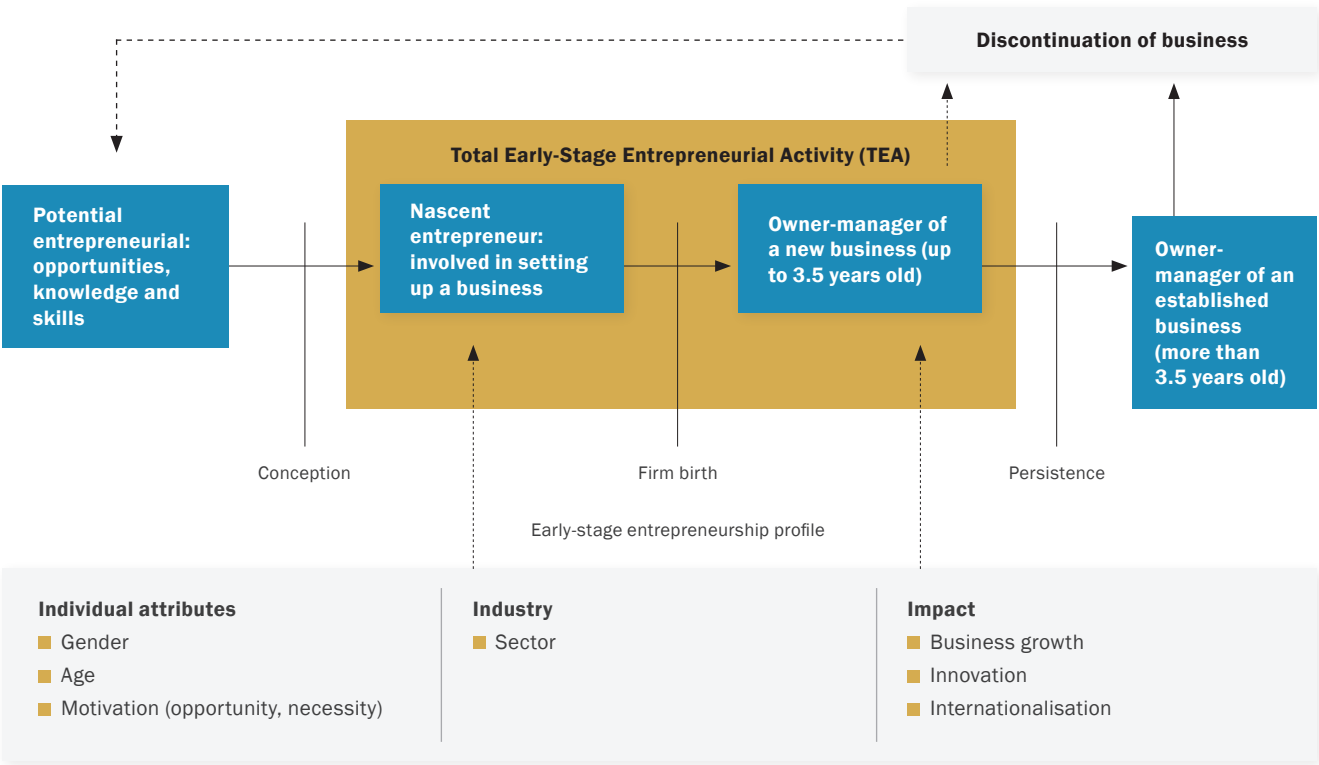 Discontinuation of business
Total Early-Stage Entrepreneurial Activity (TEA)
Potential
entrepreneurial:
opportunities,
knowledge and
skills
Nascent
entrepreneur:
involved in setting
up a business
Owner-manager of
a new business (up
to 3.5 years old)
Owner-
manager of an
established
business
(more than
3.5 years old)
Conception
Firm birth
Persistence
Early-stage entrepreneurship profile
Individual attributes
Gender
Age
Motivation (opportunity, necessity)
Industry
Sector
Impact
Business growth
Innovation
Internationalisation